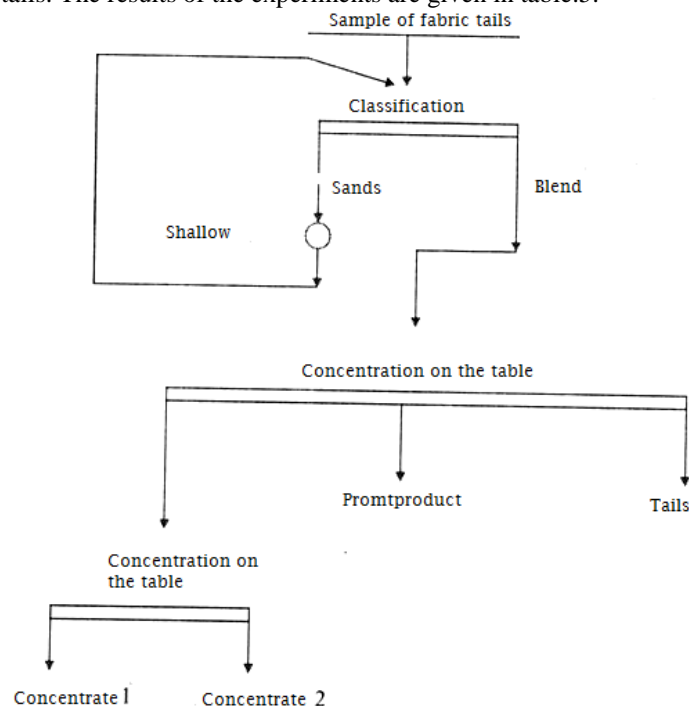 tails. The results of the experiments are given in table.3.
Sample of fabric tails
Classification
Sands
Blend
Shallow
Concentration on the table
Promtproduct
Tails
Concentration on
the table
Concentrate 1
Concentrate 2